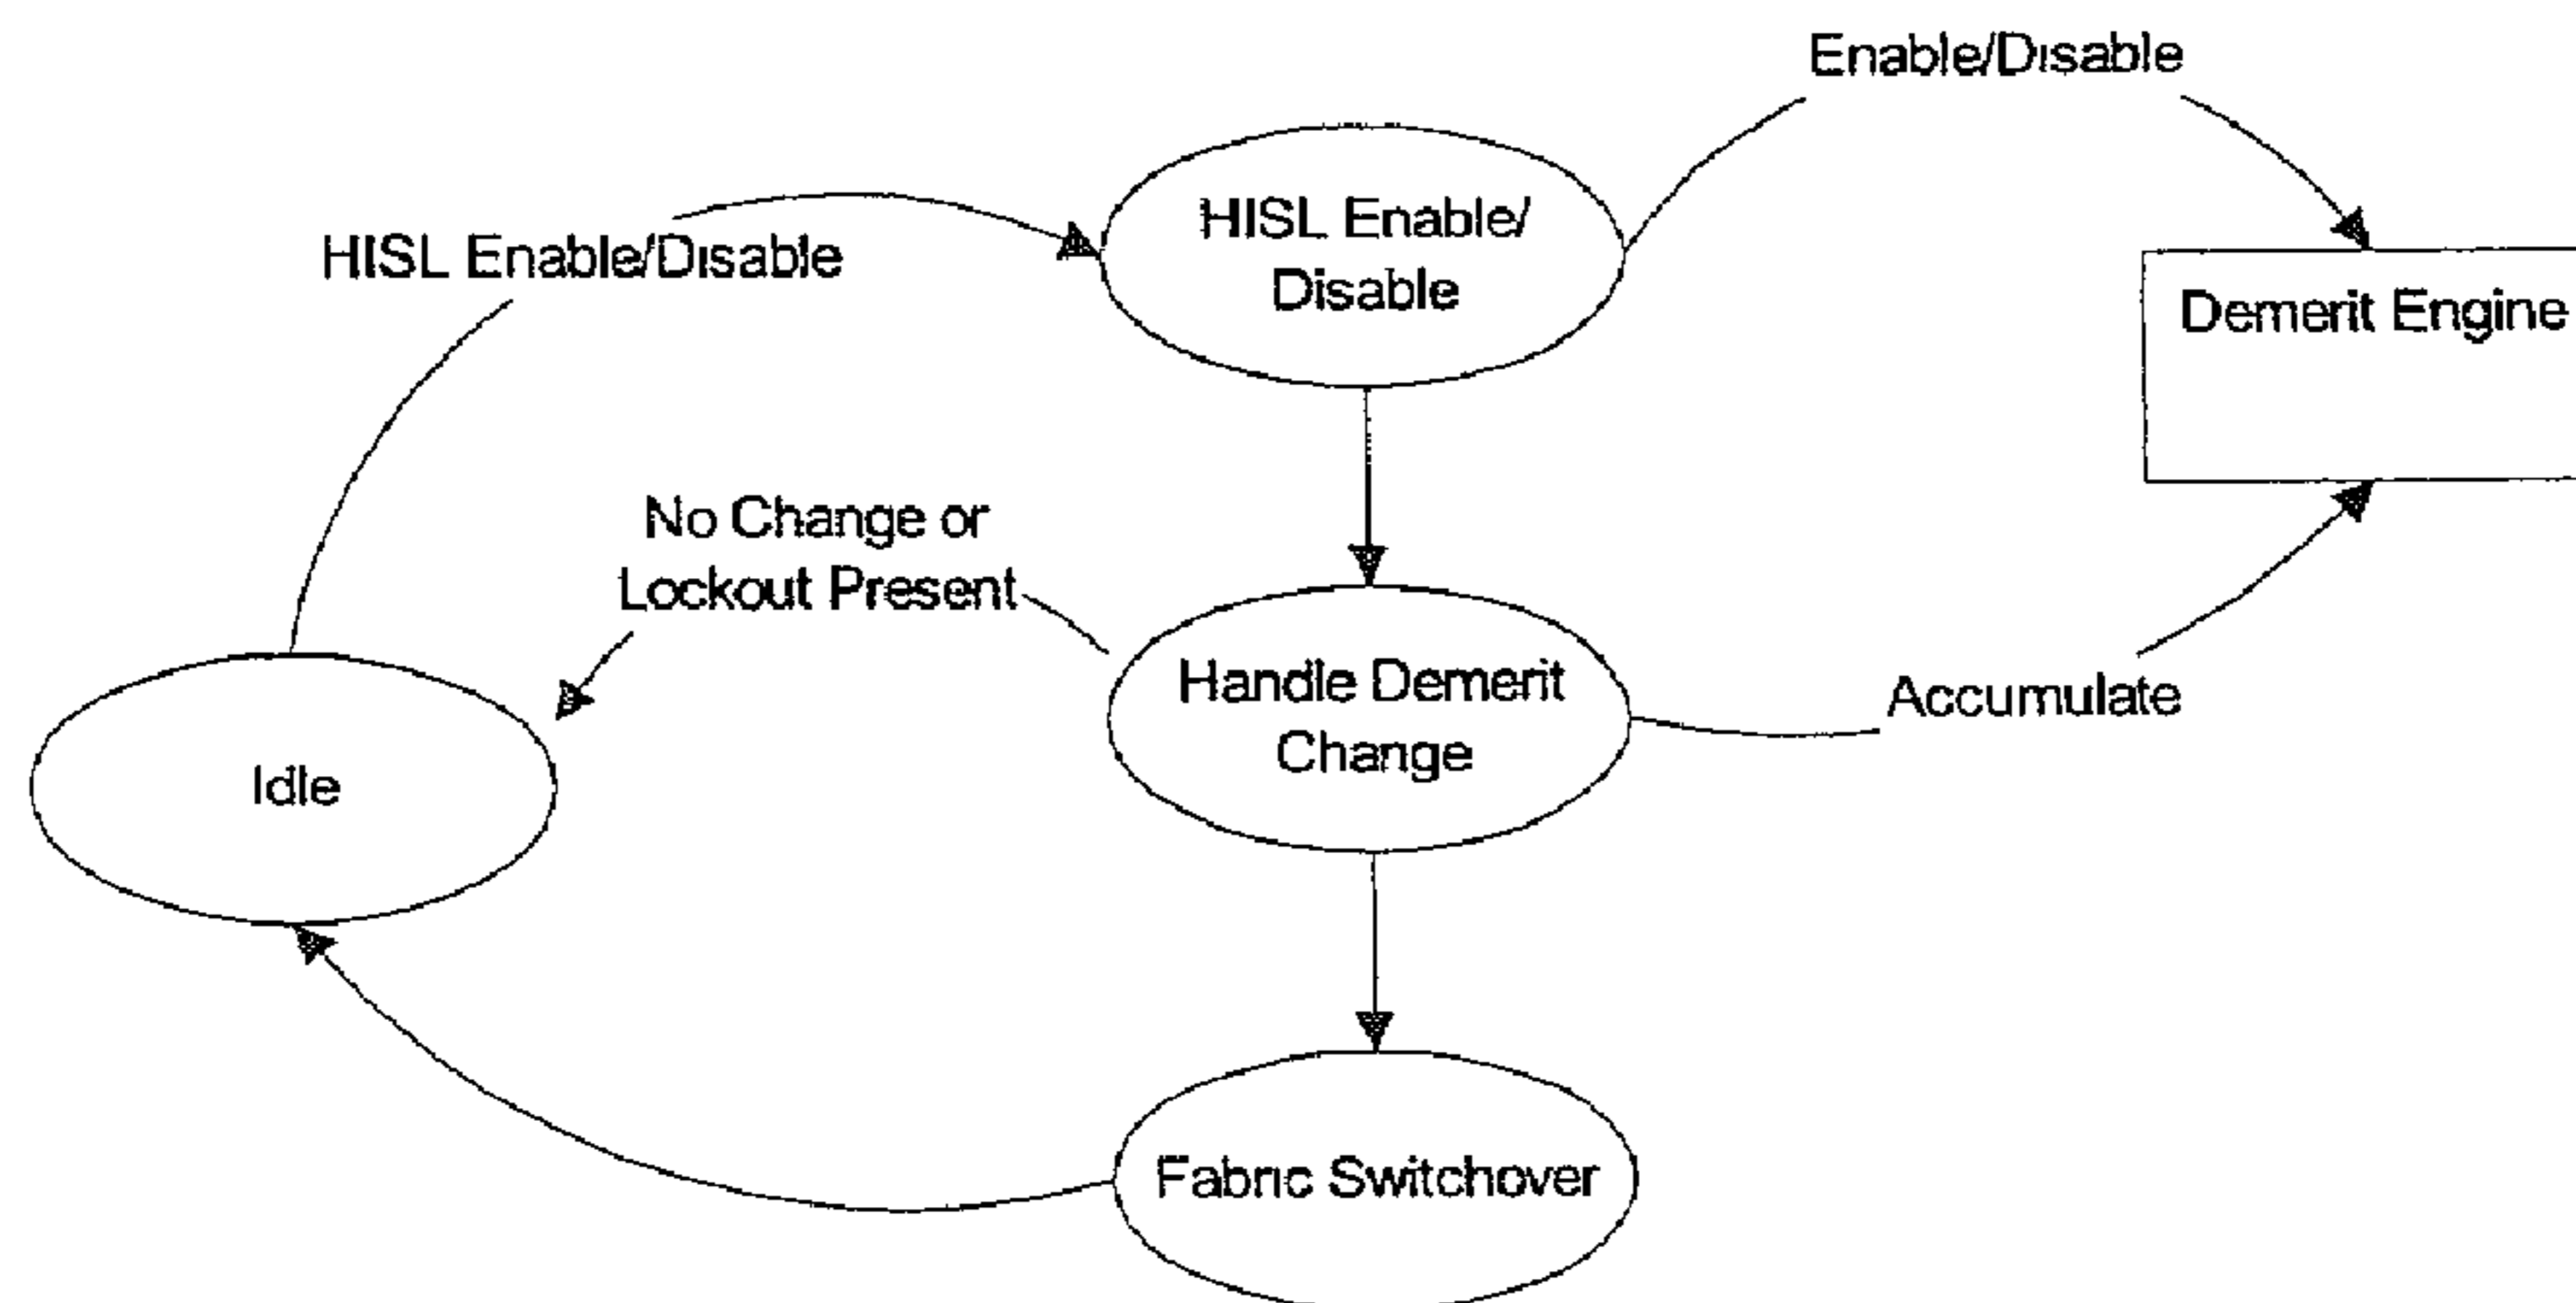 Enable/Disable
HISL Enable/Disable
HISL Enable/
Disable
Demerit Engine
No Change or
Lockout Present
Handle Demerit
Change
Accumulate
Idle
Fabric Switchover